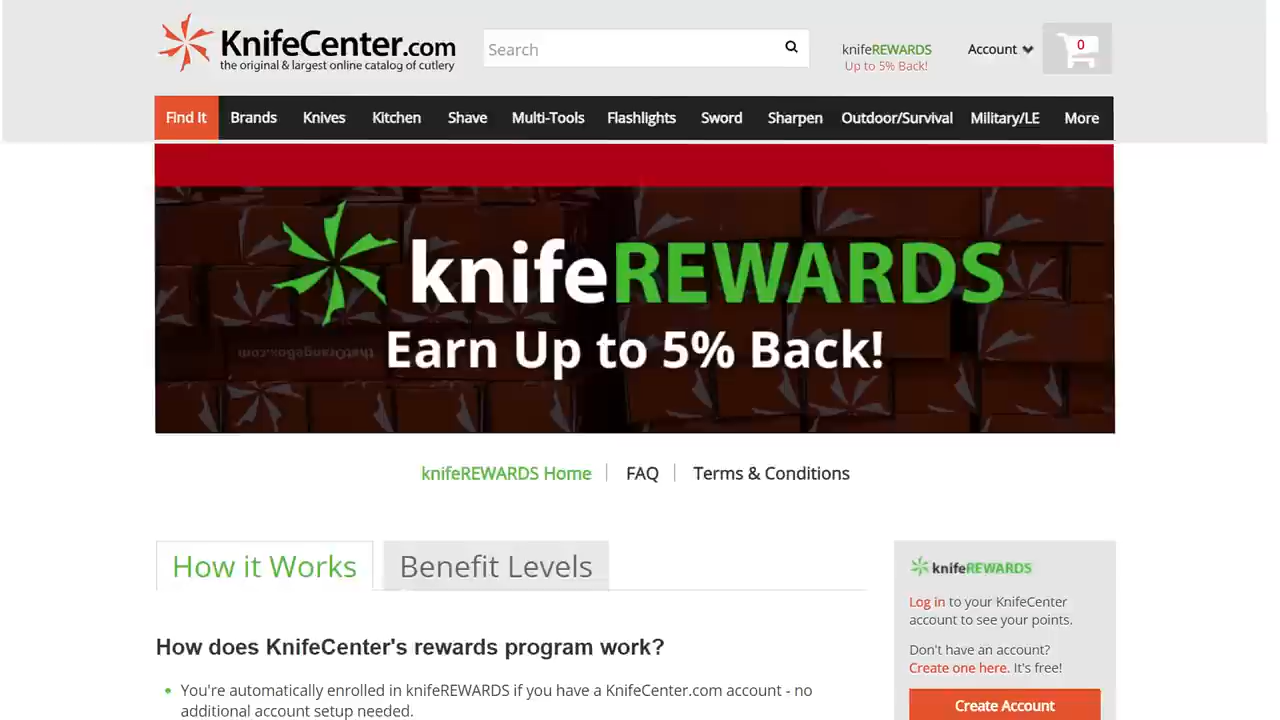 KnifeCenter.com
the original & largest online catalog of cutlery
Search
knifeREWARDS
Up to 5% Back!
Account
0
Find It Brands Knives Kitchen Shave Multi-Tools Flashlights Sword Sharpen Outdoor/Survival Military/LE More
knifeREWARDS
Earn Up to 5% Back!
thatOrangeBox.com
knifeREWARDS Home FAQ Terms & Conditions
How it Works Benefit Levels
How does KnifeCenter's rewards program work?
You're automatically enrolled in knifeREWARDS if you have a KnifeCenter.com account - no
additional account setup needed.
knifeREWARDS
Log in to your KnifeCenter
account to see your points.
Don't have an account?
Create one here. It's free!
Create Account